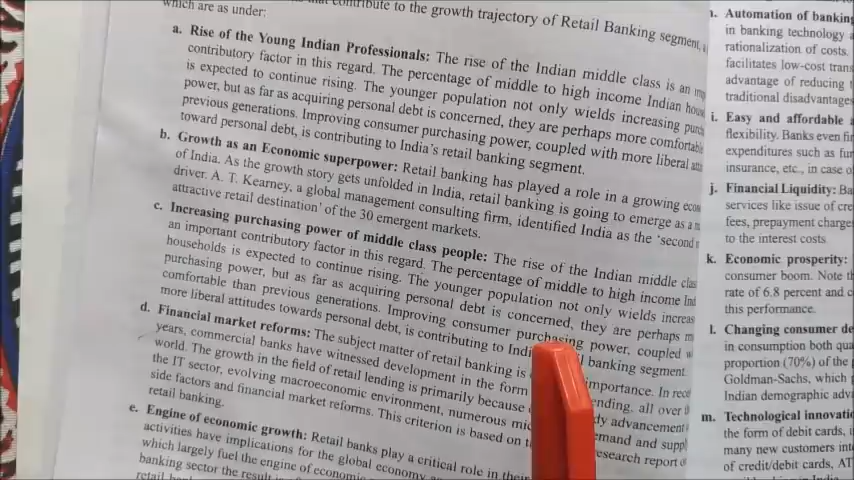 which are as under:
contribute to the growth trajectory of Retail Banking segment,
a. Rise of the Young Indian Professionals: The rise of the Indian middle class is an
contributory factor in this regard. The percentage of middle to high income Indian
is expected to continue rising. The younger population not only wields increasing
power, but as far as acquiring personal debt is concerned, they are perhaps more comfortable
previous generations. Improving consumer purchasing power, coupled with more liberal
toward personal debt, is contributing to India's retail banking segment.
b. Growth as an Economic superpower: Retail banking has played a role in a growing
of India. As the growth story gets unfolded in India, retail banking is going to emerge as a
driver. A. T. Kearney, a global management consulting firm, identified India as the 'second
attractive retail destination' of the 30 emergent markets.
c. Increasing purchasing power of middle class people: The rise of the Indian middle
an important contributory factor in this regard. The percentage of middle to high income
households is expected to continue rising. The younger population not only wields
purchasing power, but as far as acquiring personal debt is concerned, they are perhaps
comfortable than previous generations. Improving consumer purchasing power, coupled
more liberal attitudes towards personal debt, is contributing to banking segment.
d. Financial market reforms: The subject matter of retail banking is importance. In
years, commercial banks have witnessed development in the form all over
world. The growth in the field of retail lending is primarily because advancement
the IT sector, evolving macroeconomic environment, numerous and
side factors and financial market reforms. This criterion is based on research report
retail banking.
e. Engine of economic growth: Retail banks play a critical role in their
activities have implications for the global economy
which largely fuel the engine of economic
banking sector the result
h. Automation of banking
in banking technology
rationalization of costs.
facilitates low-cost
advantage of reducing
traditional disadvantages
i. Easy and affordable
flexibility. Banks even
expenditures such as
insurance, etc., in case
j. Financial Liquidity:
services like issue of
fees, prepayment
to the interest costs.
k. Economic prosperity:
consumer boom. Note
rate of 6.8 percent and
this performance.
l. Changing consumer
in consumption both
proportion (70%) of the
Goldman-Sachs, which
Indian demographic
m. Technological
the form of debit cards,
many new customers
of credit/debit cards,